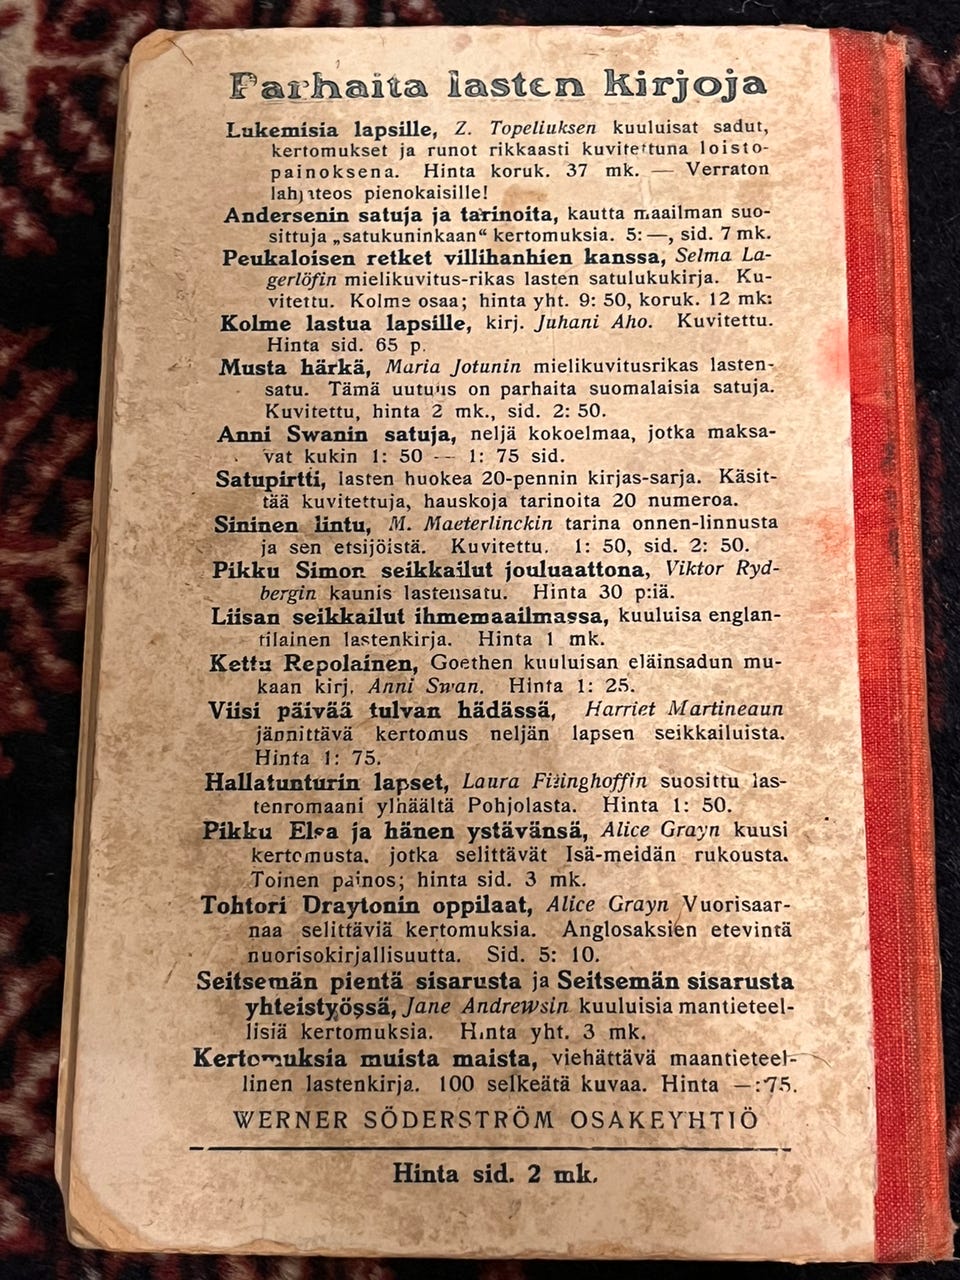 Parhaita lasten kirjoja
Lukemisia lapsille, Z. Topeliuksen kuuluisat sadut,
kertomukset ja runot rikkaasti kuvitettuna loisto-
painoksena. Hinta koruk. 37 mk. — Verraton
lahjateos pienokaisille!
Andersenin satuja ja tarinoita, kautta maailman suo-
sittuja „satukuninkaan“ kertomuksia. 5: —, sid. 7 mk.
Peukaloisen retket villihanhien kanssa, Selma La-
gerlöfin mielikuvitus-rikas lasten satulukukirja. Ku-
vitettu. Kolme osaa; hinta yht. 9: 50, koruk. 12 mk:
Kolme lastua lapsille, kirj. Juhani Aho. Kuvitettu.
Hinta sid. 65 p.
Musta härkä, Maria Jotunin mielikuvitusrikas lasten-
satu. Tämä uutuus on parhaita suomalaisia satuja.
Kuvitettu, hinta 2 mk., sid. 2: 50.
Anni Swanin satuja, neljä kokoelmaa, jotka maksa-
vat kukin 1: 50 — 1: 75 sid.
Satupirtti, lasten huokea 20-pennin kirjas-sarja. Käsit-
tää kuvitettuja, hauskoja tarinoita 20 numeroa.
Sininen lintu, M. Maeterlinckin tarina onnen-linnusta
ja sen etsijöistä. Kuvitettu. 1: 50, sid. 2: 50.
Pikku Simon seikkailut jouluaattona, Viktor Ryd-
bergin kaunis lastensatu. Hinta 30 p:iä.
Liisan seikkailut ihmemaailmassa, kuuluisa englan-
tilainen lastenkirja. Hinta 1 mk.
Kettu Repolainen, Goethen kuuluisan eläinsadun mu-
kaan kirj. Anni Swan. Hinta 1: 25.
Viisi päivää tulvan hädässä, Harriet Martineaun
jännittävä kertomus neljän lapsen seikkailuista.
Hinta 1: 75.
Hallatunturin lapset, Laura Fitinghoffin suosittu las-
tenromaani ylhäältä Pohjolasta. Hinta 1: 50.
Pikku Elsa ja hänen ystävänsä, Alice Grayn kuusi
kertomusta, jotka selittävät Isä-meidän rukousta.
Toinen painos; hinta sid. 3 mk.
Tohtori Draytonin oppilaat, Alice Grayn Vuorisaar-
naa selittäviä kertomuksia. Anglosaksien etevintä
nuorisokirjallisuutta. Sid. 5: 10.
Seitsemän pientä sisarusta ja Seitsemän sisarusta
yhteistyössä, Jane Andrewsin kuuluisia mantieteel-
lisiä kertomuksia. Hinta yht. 3 mk.
Kertomuksia muista maista, viehättävä maantieteel-
linen lastenkirja. 100 selkeätä kuvaa. Hinta —:75.
WERNER SÖDERSTRÖM OSAKEYHTIÖ
Hinta sid. 2 mk.